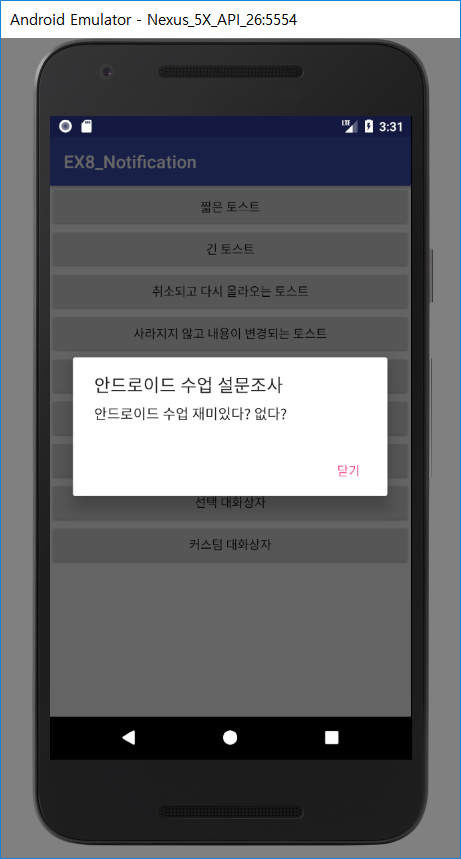 Android Emulator - Nexus_5X_API_26:5554
LTE 3:31
EX8_Notification
짧은 토스트
긴 토스트
취소되고 다시 올라오는 토스트
사라지지 않고 내용이 변경되는 토스트
안드로이드 수업 설문조사
안드로이드 수업 재미있다? 없다?
닫기
선택 대화상자
커스텀 대화상자